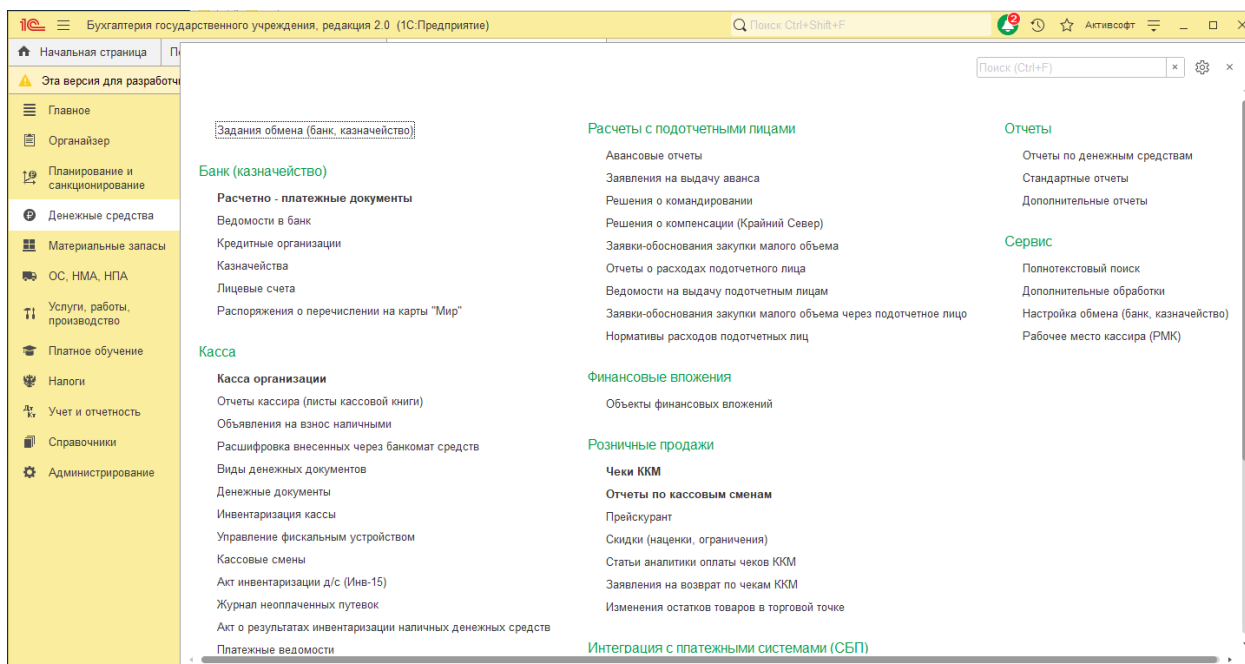 1С Бухгалтерия государственного учреждения, редакция 2.0 (1С:Предприятие)
Поиск Ctrl+Shift+F
2
Активсофт
Начальная страница
Эта версия для разработчи
Поиск (Ctrl+F)
Главное
Органайзер
Планирование и
санкционирование
Денежные средства
Материальные запасы
ОС, НМА, НПА
Услуги, работы,
производство
Платное обучение
Налоги
Учет и отчетность
Справочники
Администрирование
Задания обмена (банк, казначейство)
Банк (казначейство)
Расчетно - платежные документы
Ведомости в банк
Кредитные организации
Казначейства
Лицевые счета
Распоряжения о перечислении на карты "Мир"
Касса
Касса организации
Отчеты кассира (листы кассовой книги)
Объявления на взнос наличными
Расшифровка внесенных через банкомат средств
Виды денежных документов
Денежные документы
Инвентаризация кассы
Управление фискальным устройством
Кассовые смены
Акт инвентаризации д/с (Инв-15)
Журнал неоплаченных путевок
Акт о результатах инвентаризации наличных денежных средств
Платежные ведомости
Расчеты с подотчетными лицами
Авансовые отчеты
Заявления на выдачу аванса
Решения о командировании
Решения о компенсации (Крайний Север)
Заявки-обоснования закупки малого объема
Отчеты о расходах подотчетного лица
Ведомости на выдачу подотчетным лицам
Заявки-обоснования закупки малого объема через подотчетное лицо
Нормативы расходов подотчетных лиц
Финансовые вложения
Объекты финансовых вложений
Розничные продажи
Чеки ККМ
Отчеты по кассовым сменам
Прейскурант
Скидки (наценки, ограничения)
Статьи аналитики оплаты чеков ККМ
Заявления на возврат по чекам ККМ
Изменения остатков товаров в торговой точке
Интеграция с платежными системами (СБП)
Отчеты
Отчеты по денежным средствам
Стандартные отчеты
Дополнительные отчеты
Сервис
Полнотекстовый поиск
Дополнительные обработки
Настройка обмена (банк, казначейство)
Рабочее место кассира (РМК)